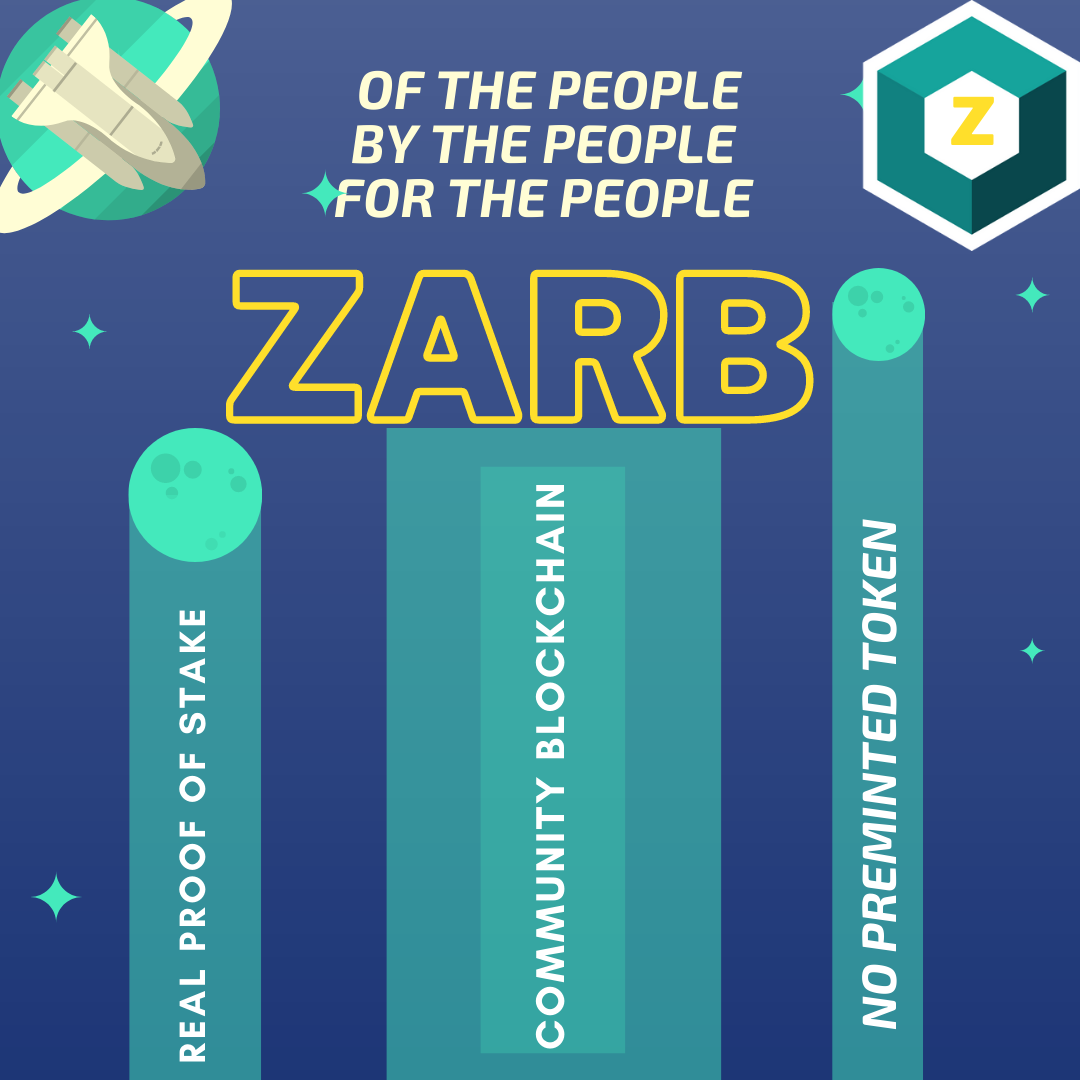 OF THE PEOPLE
BY THE PEOPLE
FOR THE PEOPLE
Z
ZARB
REAL PROOF OF STAKE
COMMUNITY BLOCKCHAIN
NO PREMINTED TOKEN